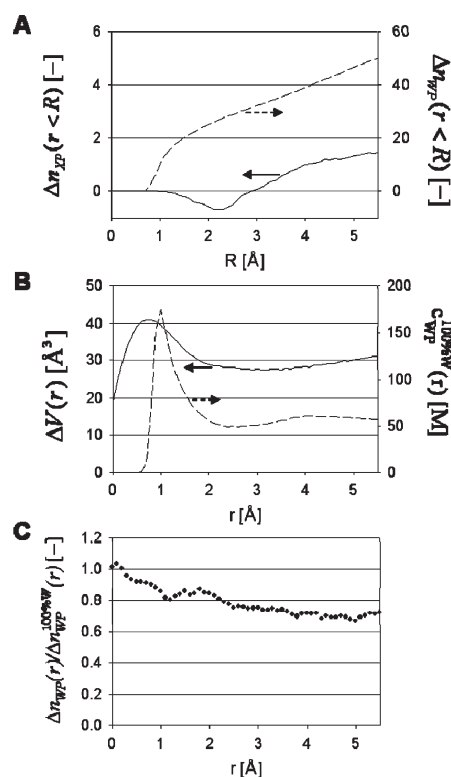 A
Δn_XP(r < R) [–]
6
4
2
0
60
40
20
0
Δn_WP(r < R) [–]
0 1 2 3 4 5
R [Å]
B
ΔV(r) [Å³]
50
40
30
20
10
0
200
150
100
50
0
c_WP^100%W(r) [M]
0 1 2 3 4 5
r [Å]
C
Δn_WP(r)/Δn_WP^100%W(r) [–]
1.2
1.0
0.8
0.6
0.4
0.2
0.0
0 1 2 3 4 5
r [Å]